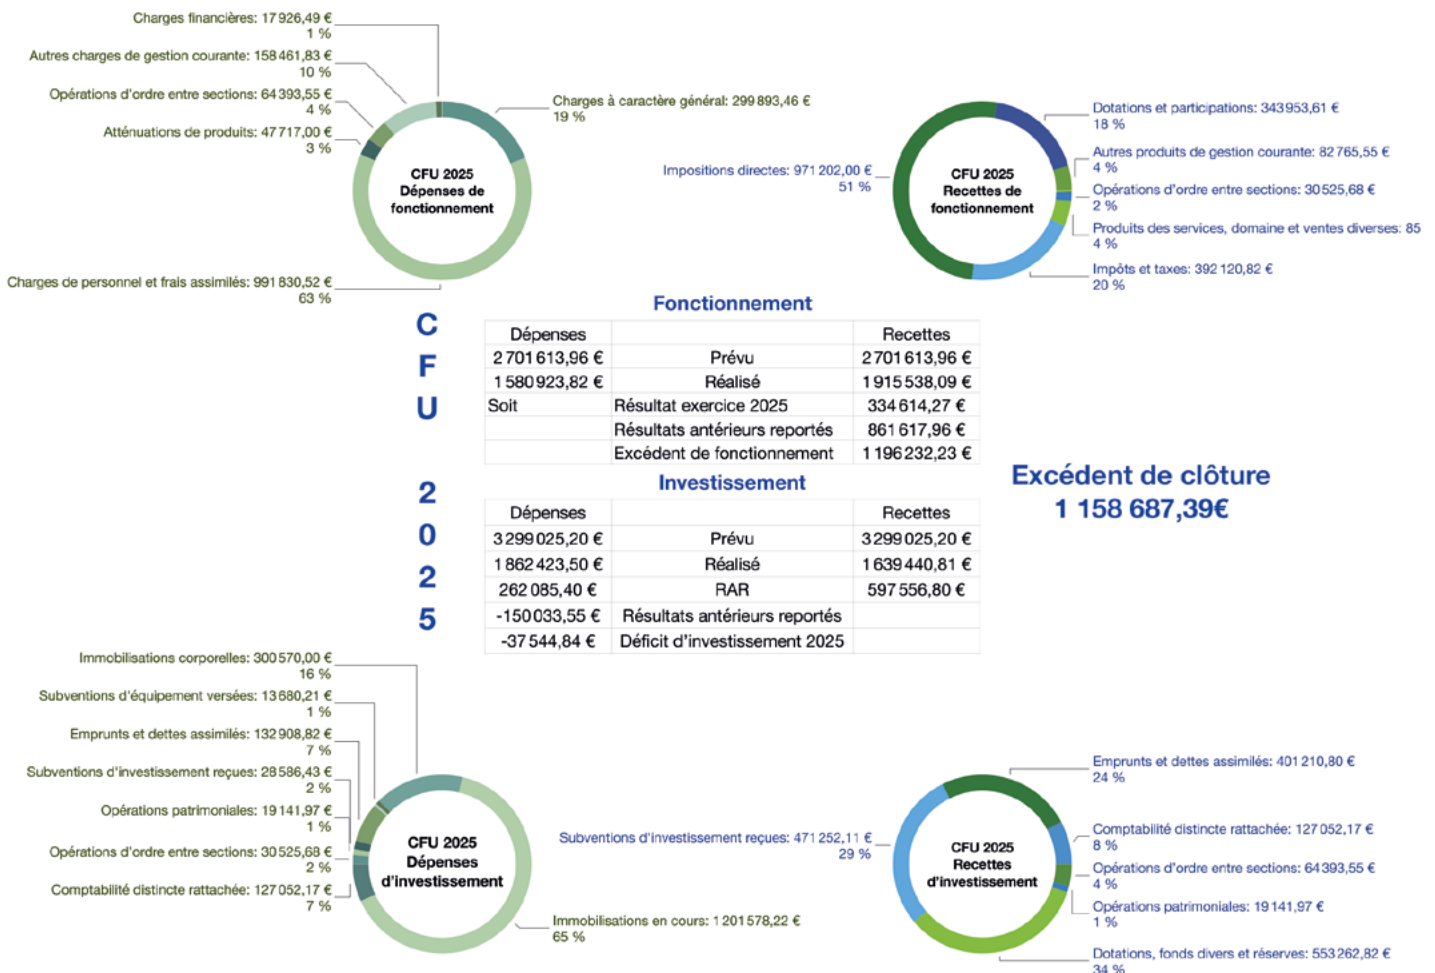 Charges financières: 17 926,49 €
1 %
Autres charges de gestion courante: 158 461,83 €
10 %
Opérations d'ordre entre sections: 64 393,55 €
4 %
Atténuations de produits: 47 717,00 €
3 %
Charges à caractère général: 299 893,46 €
19 %
CFU 2025
Dépenses de
fonctionnement
Charges de personnel et frais assimilés: 991 830,52 €
63 %
Impositions directes: 971 202,00 €
51 %
CFU 2025
Recettes de
fonctionnement
Dotations et participations: 343 953,61 €
18 %
Autres produits de gestion courante: 82 765,55 €
4 %
Opérations d'ordre entre sections: 30 525,68 €
2 %
Produits des services, domaine et ventes diverses: 85
4 %
Impôts et taxes: 392 120,82 €
20 %
C
F
U
2
0
2
5
Fonctionnement
Dépenses Recettes
2 701 613,96 € Prévu 2 701 613,96 €
1 580 923,82 € Réalisé 1 915 538,09 €
Soit Résultat exercice 2025 334 614,27 €
Résultats antérieurs reportés 861 617,96 €
Excédent de fonctionnement 1 196 232,23 €
Investissement
Dépenses Recettes
3 299 025,20 € Prévu 3 299 025,20 €
1 862 423,50 € Réalisé 1 639 440,81 €
262 085,40 € RAR 597 556,80 €
-150 033,55 € Résultats antérieurs reportés
-37 544,84 € Déficit d'investissement 2025
Excédent de clôture
1 158 687,39€
Immobilisations corporelles: 300 570,00 €
16 %
Subventions d'équipement versées: 13 680,21 €
1 %
Emprunts et dettes assimilés: 132 908,82 €
7 %
Subventions d'investissement reçues: 28 586,43 €
2 %
Opérations patrimoniales: 19 141,97 €
1 %
Opérations d'ordre entre sections: 30 525,68 €
2 %
Comptabilité distincte rattachée: 127 052,17 €
7 %
CFU 2025
Dépenses
d'investissement
Immobilisations en cours: 1 201 578,22 €
65 %
Subventions d'investissement reçues: 471 252,11 €
29 %
CFU 2025
Recettes
d'investissement
Emprunts et dettes assimilés: 401 210,80 €
24 %
Comptabilité distincte rattachée: 127 052,17 €
8 %
Opérations d'ordre entre sections: 64 393,55 €
4 %
Opérations patrimoniales: 19 141,97 €
1 %
Dotations, fonds divers et réserves: 553 262,82 €
34 %